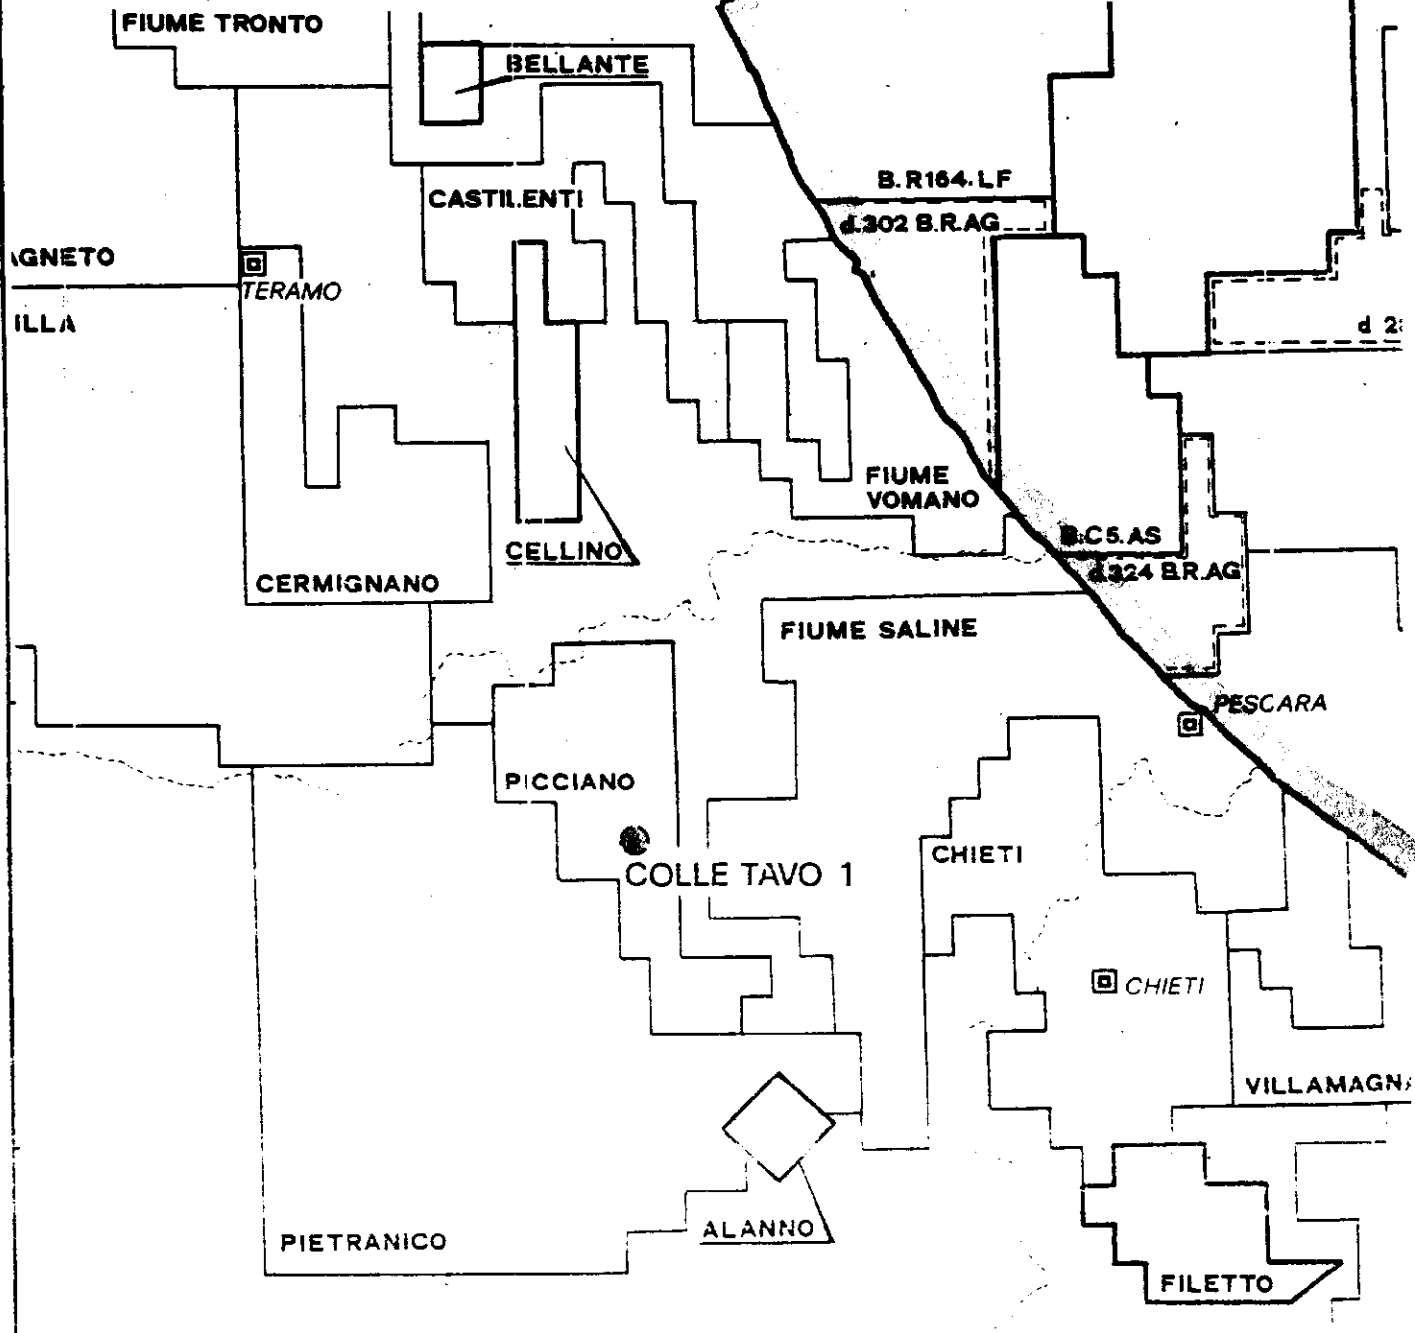 FIUME TRONTO
BELLANTE
B.R164.LF
CASTILENTI
d.302 B.R.AG
AGNETO
TERAMO
ILLA
d 2
FIUME
VOMANO
B.C5.AS
CELLINO
d.324 B.R.AG
CERMIGNANO
FIUME SALINE
PESCARA
PICCIANO
CHIETI
COLLE TAVO 1
CHIETI
VILLAMAGNA
ALANNO
PIETRANICO
FILETTO